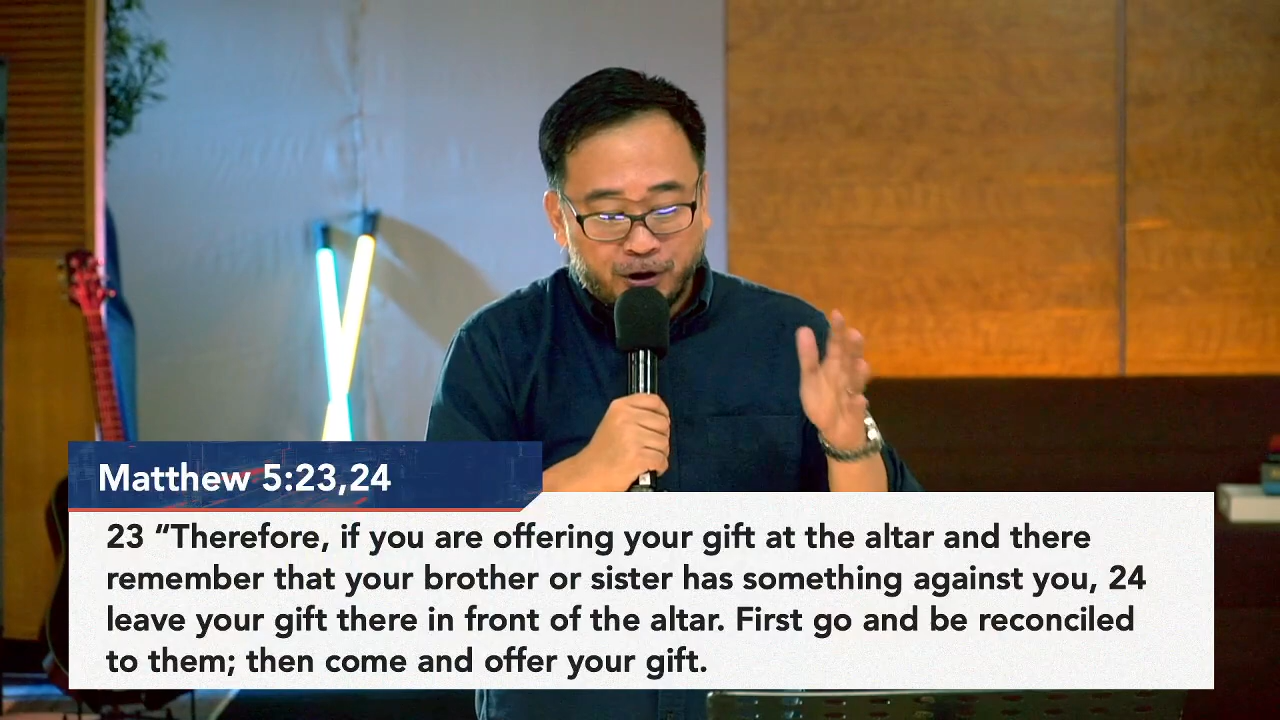 Matthew 5:23,24
23 “Therefore, if you are offering your gift at the altar and there
remember that your brother or sister has something against you, 24
leave your gift there in front of the altar. First go and be reconciled
to them; then come and offer your gift.